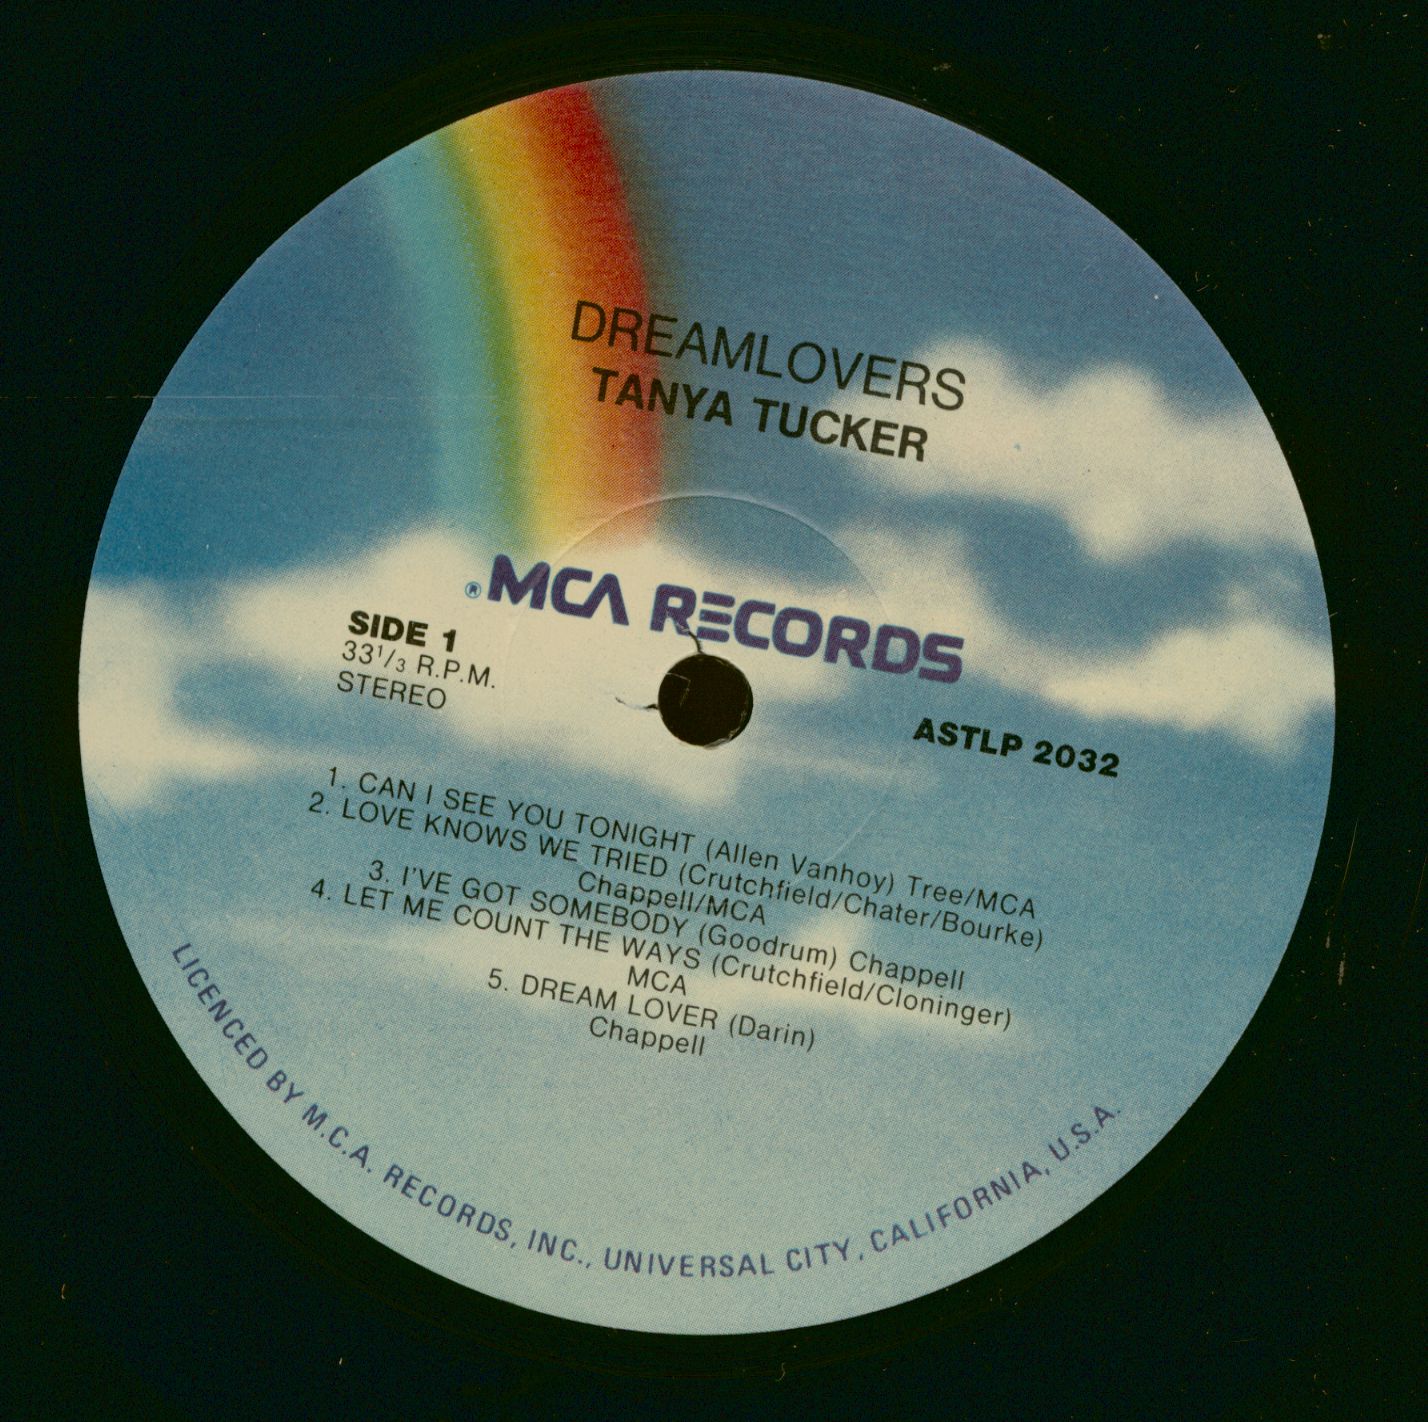 DREAMLOVERS
TANYA TUCKER
® MCA RECORDS
SIDE 1
33 1/3 R.P.M.
STEREO
ASTLP 2032
1. CAN I SEE YOU TONIGHT (Allen Vanhoy) Tree/MCA
2. LOVE KNOWS WE TRIED (Crutchfield/Chater/Bourke)
Chappell/MCA
3. I'VE GOT SOMEBODY (Goodrum) Chappell
4. LET ME COUNT THE WAYS (Crutchfield/Cloninger)
MCA
5. DREAM LOVER (Darin)
Chappell
LICENCED BY M.C.A. RECORDS, INC., UNIVERSAL CITY, CALIFORNIA, U.S.A.